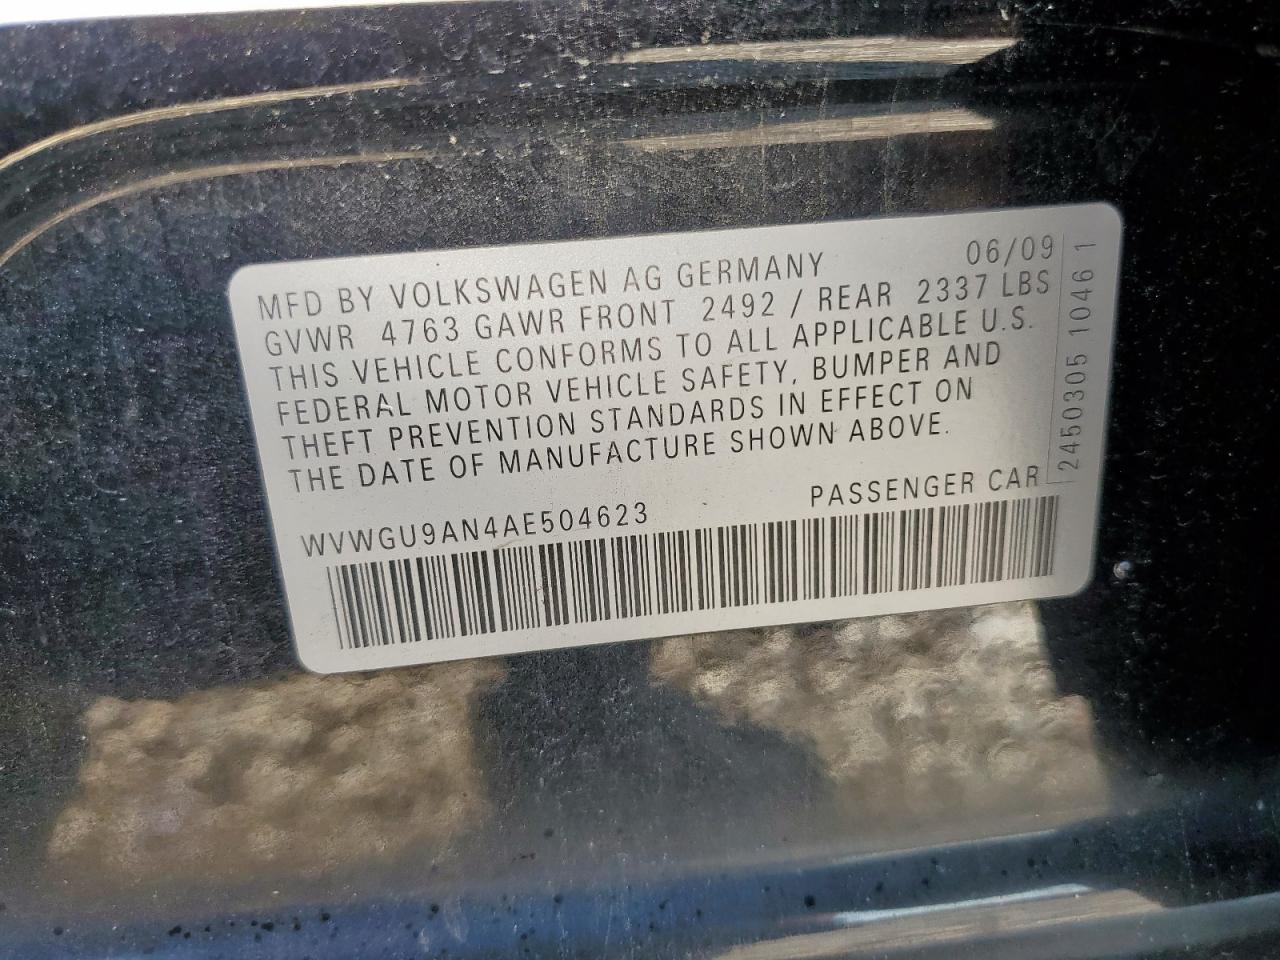 MFD BY VOLKSWAGEN AG GERMANY 06/09
GVWR 4763 GAWR FRONT 2492 / REAR 2337 LBS
THIS VEHICLE CONFORMS TO ALL APPLICABLE U.S.
FEDERAL MOTOR VEHICLE SAFETY, BUMPER AND
THEFT PREVENTION STANDARDS IN EFFECT ON
THE DATE OF MANUFACTURE SHOWN ABOVE.
WVWGU9AN4AE504623 PASSENGER CAR
2450305 1046 1